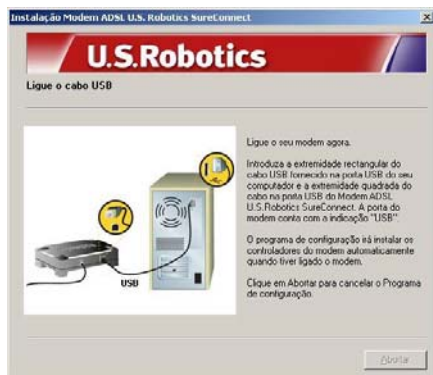 Instalação Modem ADSL U.S. Robotics SureConnect
U.S.Robotics
Ligue o cabo USB
Ligue o seu modem agora.
Introduza a extremidade rectangular do
cabo USB fornecido na porta USB do seu
computador e a extremidade quadrada do
cabo na porta USB do Modem ADSL
U.S.Robotics SureConnect. A porta do
modem conta com a indicação "USB".
O programa de configuração irá instalar os
controladores do modem automaticamente
quando tiver ligado o modem.
Clique em Abortar para cancelar o Programa
de configuração.
USB
Abortar